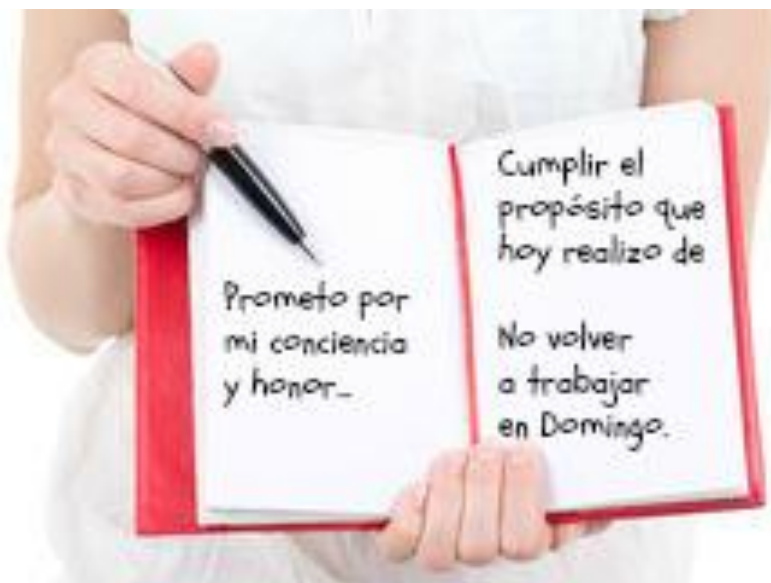 Prometo por
mi conciencia
y honor...
Cumplir el
propósito que
hoy realizo de
No volver
a trabajar
en Domingo.